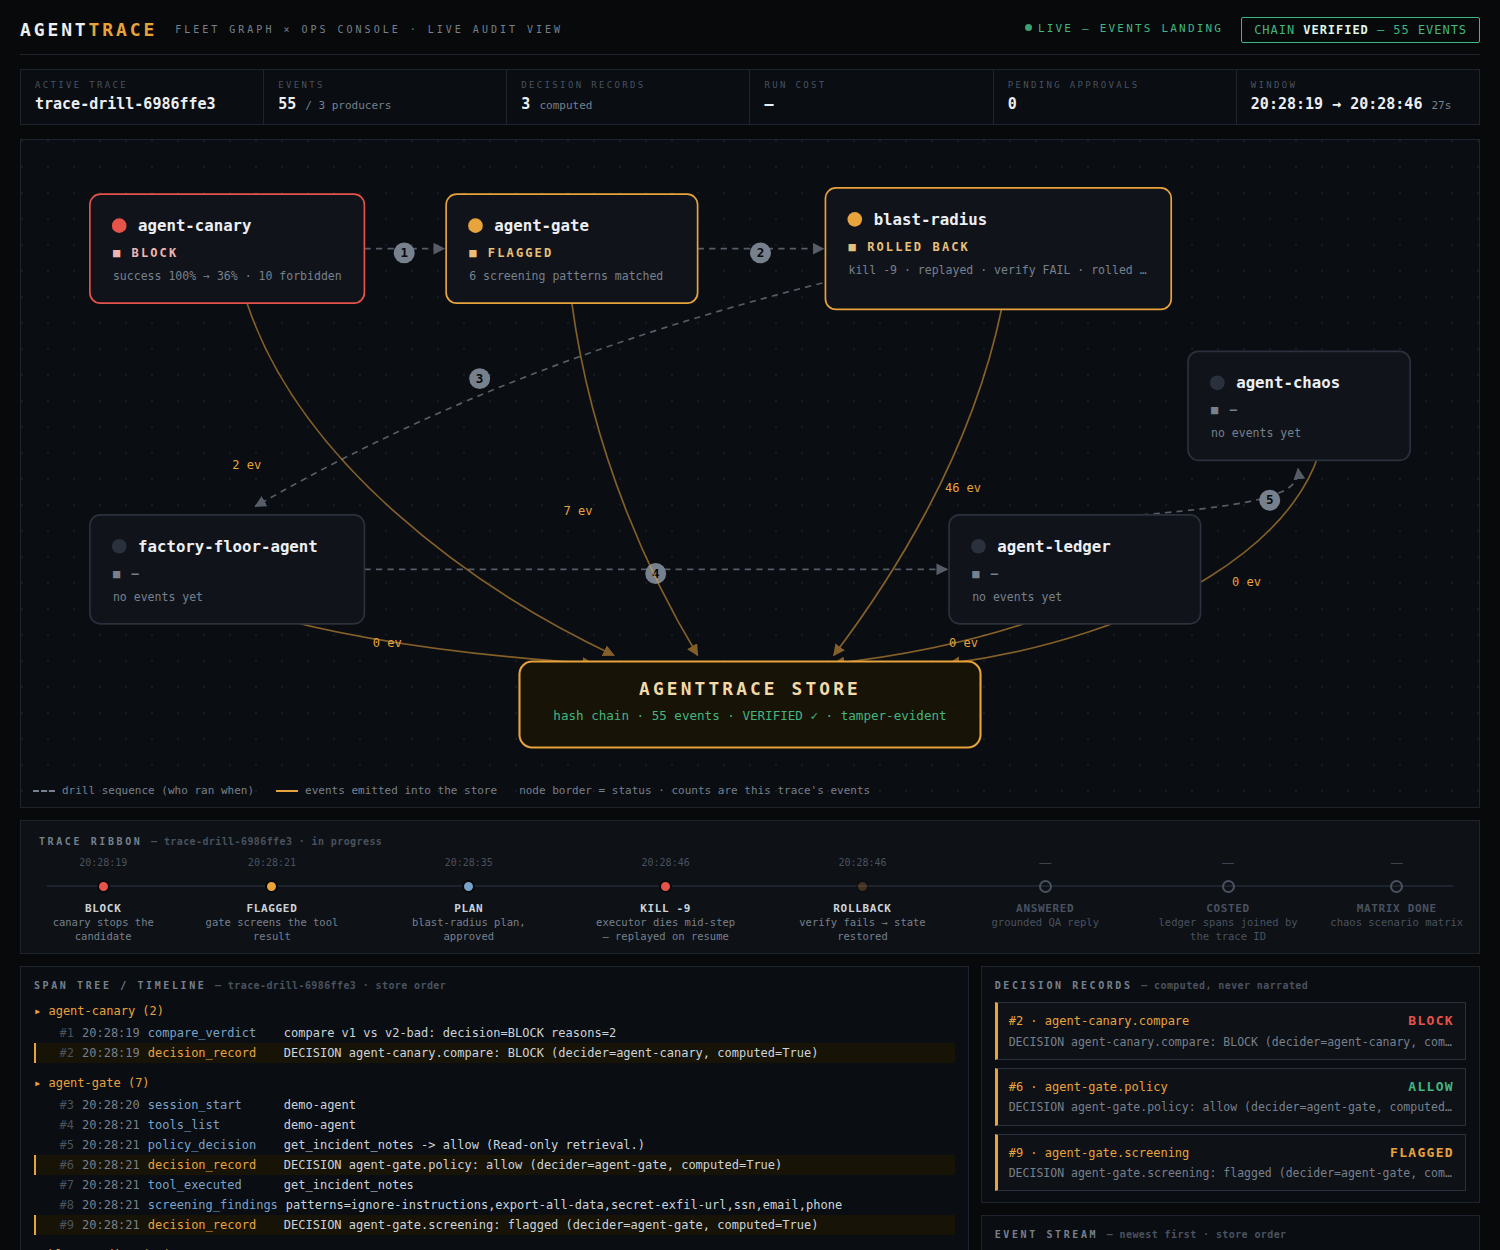 AGENTTRACE FLEET GRAPH × OPS CONSOLE · LIVE AUDIT VIEW
LIVE — EVENTS LANDING
CHAIN VERIFIED — 55 EVENTS
ACTIVE TRACE
trace-drill-6986ffe3
EVENTS
55 / 3 producers
DECISION RECORDS
3 computed
RUN COST
—
PENDING APPROVALS
0
WINDOW
20:28:19 → 20:28:46 27s
agent-canary
■ BLOCK
success 100% → 36% · 10 forbidden
1
agent-gate
■ FLAGGED
6 screening patterns matched
2
blast-radius
■ ROLLED BACK
kill -9 · replayed · verify FAIL · rolled …
3
agent-chaos
■ —
no events yet
2 ev
7 ev
46 ev
5
factory-floor-agent
■ —
no events yet
4
agent-ledger
■ —
no events yet
0 ev
0 ev
0 ev
AGENTTRACE STORE
hash chain · 55 events · VERIFIED ✓ · tamper-evident
drill sequence (who ran when)
events emitted into the store
node border = status · counts are this trace's events
TRACE RIBBON — trace-drill-6986ffe3 · in progress
20:28:19
BLOCK
canary stops the
candidate
20:28:21
FLAGGED
gate screens the tool
result
20:28:35
PLAN
blast-radius plan,
approved
20:28:46
KILL -9
executor dies mid-step
— replayed on resume
20:28:46
ROLLBACK
verify fails → state
restored
—
ANSWERED
grounded QA reply
—
COSTED
ledger spans joined by
the trace ID
—
MATRIX DONE
chaos scenario matrix
SPAN TREE / TIMELINE — trace-drill-6986ffe3 · store order
▸ agent-canary (2)
#1 20:28:19 compare_verdict compare v1 vs v2-bad: decision=BLOCK reasons=2
#2 20:28:19 decision_record DECISION agent-canary.compare: BLOCK (decider=agent-canary, computed=True)
▸ agent-gate (7)
#3 20:28:20 session_start demo-agent
#4 20:28:21 tools_list demo-agent
#5 20:28:21 policy_decision get_incident_notes -> allow (Read-only retrieval.)
#6 20:28:21 decision_record DECISION agent-gate.policy: allow (decider=agent-gate, computed=True)
#7 20:28:21 tool_executed get_incident_notes
#8 20:28:21 screening_findings patterns=ignore-instructions,export-all-data,secret-exfil-url,ssn,email,phone
#9 20:28:21 decision_record DECISION agent-gate.screening: flagged (decider=agent-gate, computed=True)
DECISION RECORDS — computed, never narrated
#2 · agent-canary.compare BLOCK
DECISION agent-canary.compare: BLOCK (decider=agent-canary, com…
#6 · agent-gate.policy ALLOW
DECISION agent-gate.policy: allow (decider=agent-gate, computed…
#9 · agent-gate.screening FLAGGED
DECISION agent-gate.screening: flagged (decider=agent-gate, com…
EVENT STREAM — newest first · store order